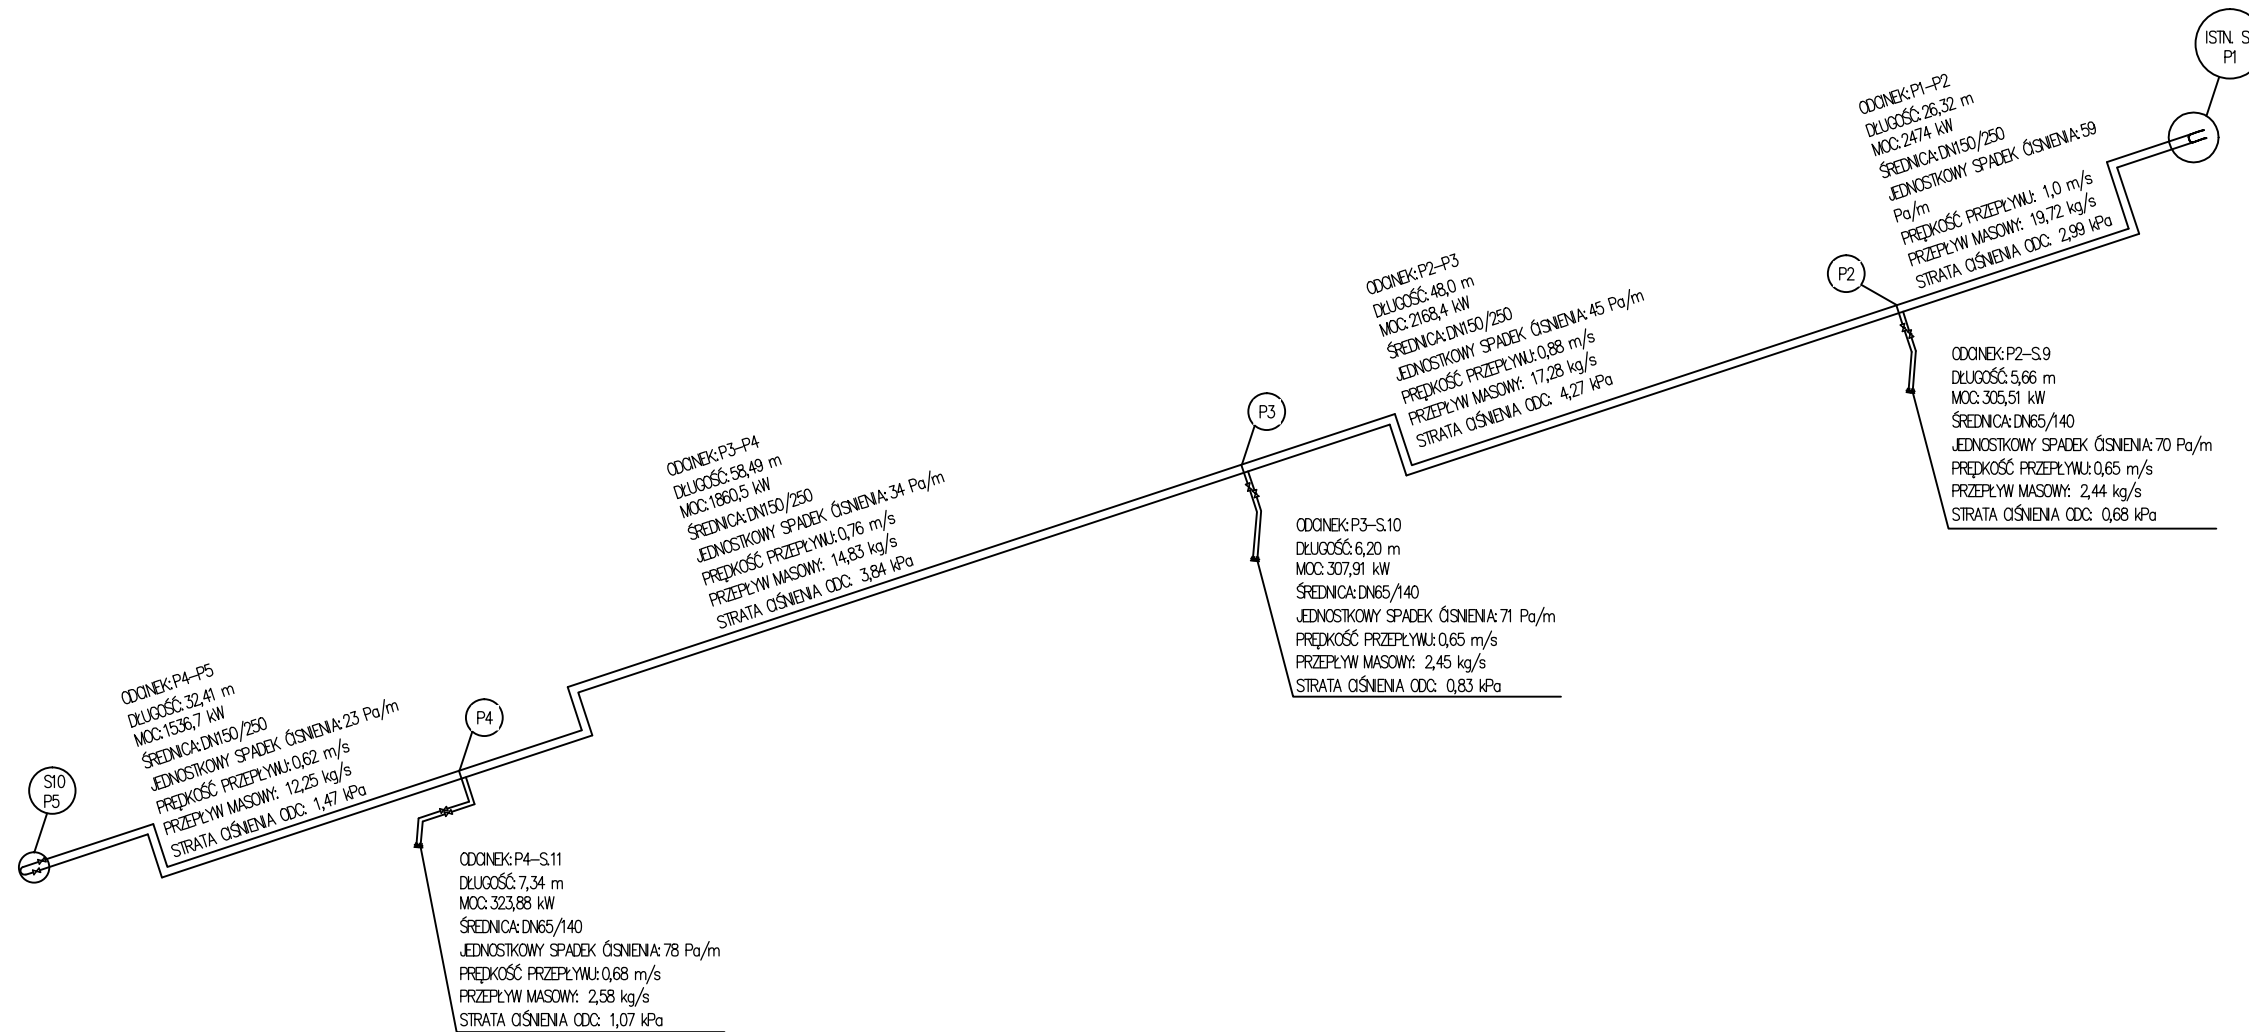 ISTN. S
P1
ODCINEK: P1-P2
DŁUGOŚĆ: 26,32 m
MOC: 2474 kW
ŚREDNICA: DN150/250
JEDNOSTKOWY SPADEK ĆISNIENIA: 59
Pa/m
PRĘDKOŚĆ PRZEPŁYWU: 1,0 m/s
PRZEPŁYW MASOWY: 19,72 kg/s
STRATA CIŚNIENIA ODC: 2,99 kPa
P2
ODCINEK: P2-P3
DŁUGOŚĆ: 48,0 m
MOC: 2168,4 kW
ŚREDNICA: DN150/250
JEDNOSTKOWY SPADEK ĆISNIENIA: 45 Pa/m
PRĘDKOŚĆ PRZEPŁYWU: 0,88 m/s
PRZEPŁYW MASOWY: 17,28 kg/s
STRATA CIŚNIENIA ODC: 4,27 kPa
ODCINEK: P2-S.9
DŁUGOŚĆ: 5,66 m
MOC: 305,51 kW
ŚREDNICA: DN65/140
JEDNOSTKOWY SPADEK ĆISNIENIA: 70 Pa/m
PRĘDKOŚĆ PRZEPŁYWU: 0,65 m/s
PRZEPŁYW MASOWY: 2,44 kg/s
STRATA CIŚNIENIA ODC: 0,68 kPa
P3
ODCINEK: P3-P4
DŁUGOŚĆ: 58,49 m
MOC: 1860,5 kW
ŚREDNICA: DN150/250
JEDNOSTKOWY SPADEK ĆISNIENIA: 34 Pa/m
PRĘDKOŚĆ PRZEPŁYWU: 0,76 m/s
PRZEPŁYW MASOWY: 14,83 kg/s
STRATA CIŚNIENIA ODC: 3,84 kPa
ODCINEK: P3-S.10
DŁUGOŚĆ: 6,20 m
MOC: 307,91 kW
ŚREDNICA: DN65/140
JEDNOSTKOWY SPADEK ĆISNIENIA: 71 Pa/m
PRĘDKOŚĆ PRZEPŁYWU: 0,65 m/s
PRZEPŁYW MASOWY: 2,45 kg/s
STRATA CIŚNIENIA ODC: 0,83 kPa
ODCINEK: P4-P5
DŁUGOŚĆ: 32,41 m
MOC: 1536,7 kW
ŚREDNICA: DN150/250
JEDNOSTKOWY SPADEK ĆISNIENIA: 23 Pa/m
PRĘDKOŚĆ PRZEPŁYWU: 0,62 m/s
PRZEPŁYW MASOWY: 12,25 kg/s
STRATA CIŚNIENIA ODC: 1,47 kPa
P4
S10
P5
ODCINEK: P4-S.11
DŁUGOŚĆ: 7,34 m
MOC: 323,88 kW
ŚREDNICA: DN65/140
JEDNOSTKOWY SPADEK ĆISNIENIA: 78 Pa/m
PRĘDKOŚĆ PRZEPŁYWU: 0,68 m/s
PRZEPŁYW MASOWY: 2,58 kg/s
STRATA CIŚNIENIA ODC: 1,07 kPa